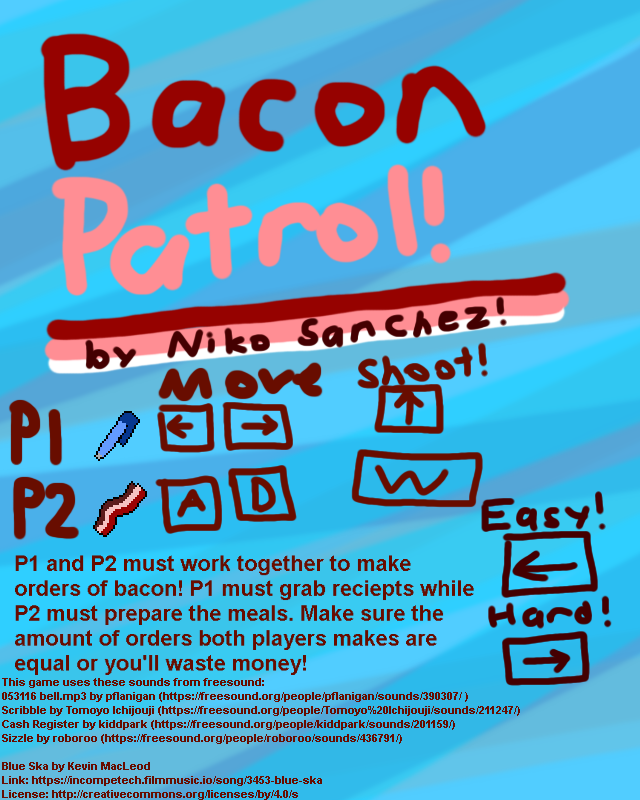 Bacon
Patrol!
by Niko Sanchez!
Move Shoot!
P1 ← → ↑
P2 A D W
Easy!
←
Hard!
→
P1 and P2 must work together to make
orders of bacon! P1 must grab reciepts while
P2 must prepare the meals. Make sure the
amount of orders both players makes are
equal or you'll waste money!
This game uses these sounds from freesound:
053116 bell.mp3 by pflanigan (https://freesound.org/people/pflanigan/sounds/390307/ )
Scribble by Tomoyo Ichijouji (https://freesound.org/people/Tomoyo%20Ichijouji/sounds/211247/)
Cash Register by kiddpark (https://freesound.org/people/kiddpark/sounds/201159/)
Sizzle by roboroo (https://freesound.org/people/roboroo/sounds/436791/)
Blue Ska by Kevin MacLeod
Link: https://incompetech.filmmusic.io/song/3453-blue-ska
License: http://creativecommons.org/licenses/by/4.0/s